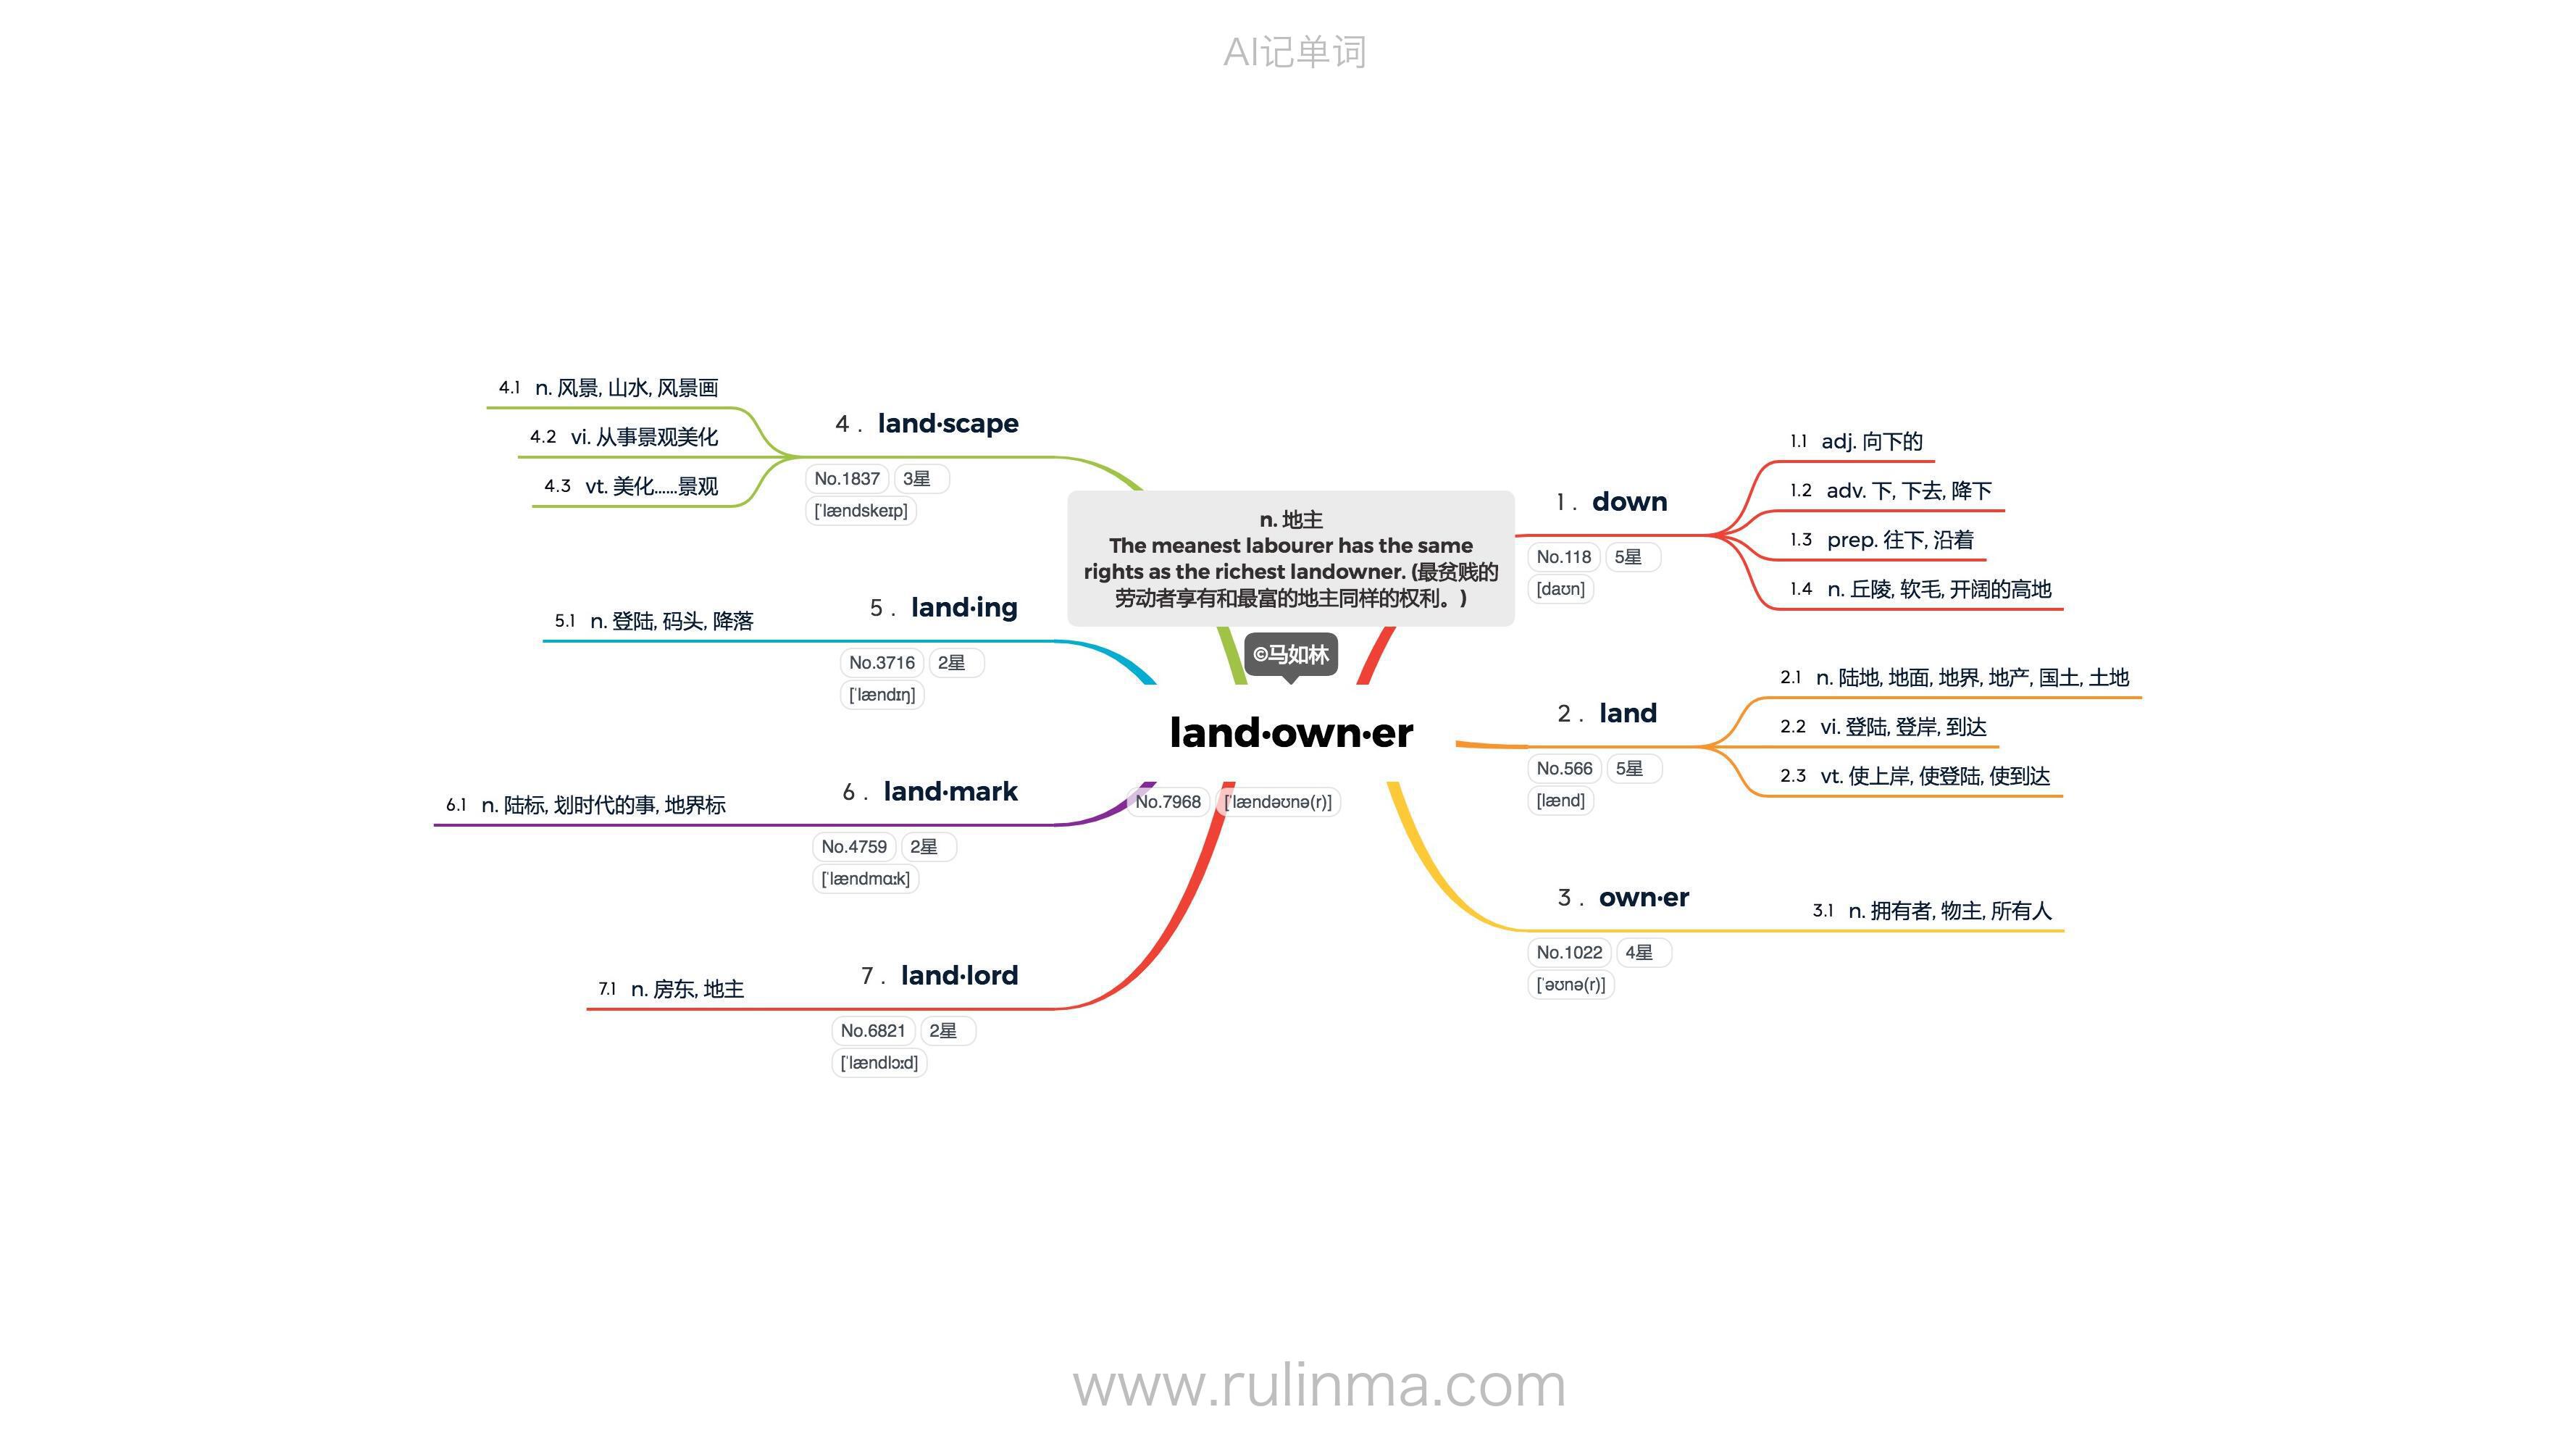 AI记单词
n. 地主
The meanest labourer has the same
rights as the richest landowner. (最贫贱的
劳动者享有和最富的地主同样的权利。)
©马如林
land·own·er
No.7968 [ˈlændəʊnə(r)]
1. down
No.118 5星
[daʊn]
1.1 adj. 向下的
1.2 adv. 下, 下去, 降下
1.3 prep. 往下, 沿着
1.4 n. 丘陵, 软毛, 开阔的高地
2. land
No.566 5星
[lænd]
2.1 n. 陆地, 地面, 地界, 地产, 国土, 土地
2.2 vi. 登陆, 登岸, 到达
2.3 vt. 使上岸, 使登陆, 使到达
3. own·er
No.1022 4星
[ˈəʊnə(r)]
3.1 n. 拥有者, 物主, 所有人
4. land·scape
No.1837 3星
[ˈlændskeɪp]
4.1 n. 风景, 山水, 风景画
4.2 vi. 从事景观美化
4.3 vt. 美化……景观
5. land·ing
No.3716 2星
[ˈlændɪŋ]
5.1 n. 登陆, 码头, 降落
6. land·mark
No.4759 2星
[ˈlændmɑːk]
6.1 n. 陆标, 划时代的事, 地界标
7. land·lord
No.6821 2星
[ˈlændlɔːd]
7.1 n. 房东, 地主
www.rulinma.com